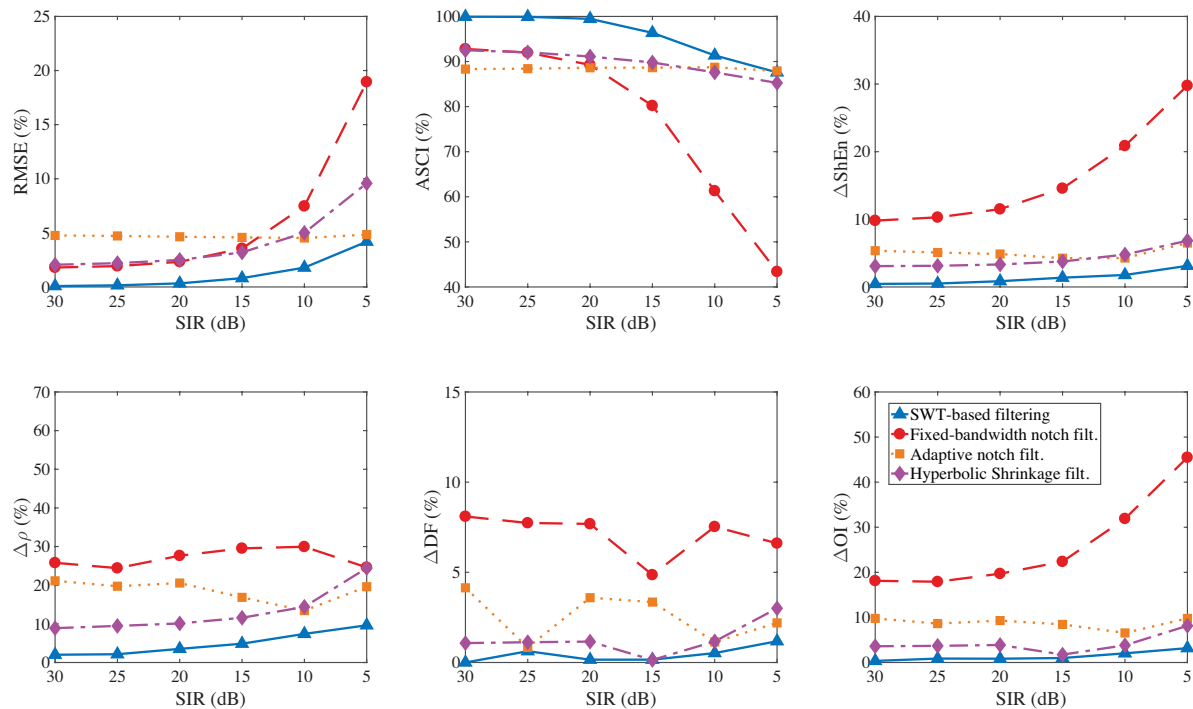 25
20
15
10
5
0
RMSE (%)
30 25 20 15 10 5
SIR (dB)
100
90
80
70
60
50
40
ASCI (%)
30 25 20 15 10 5
SIR (dB)
40
30
20
10
0
ΔShEn (%)
30 25 20 15 10 5
SIR (dB)
70
60
50
40
30
20
10
0
Δρ (%)
30 25 20 15 10 5
SIR (dB)
15
10
5
0
ΔDF (%)
30 25 20 15 10 5
SIR (dB)
60
50
40
30
20
10
0
ΔOI (%)
SWT-based filtering
Fixed-bandwidth notch filt.
Adaptive notch filt.
Hyperbolic Shrinkage filt.
30 25 20 15 10 5
SIR (dB)